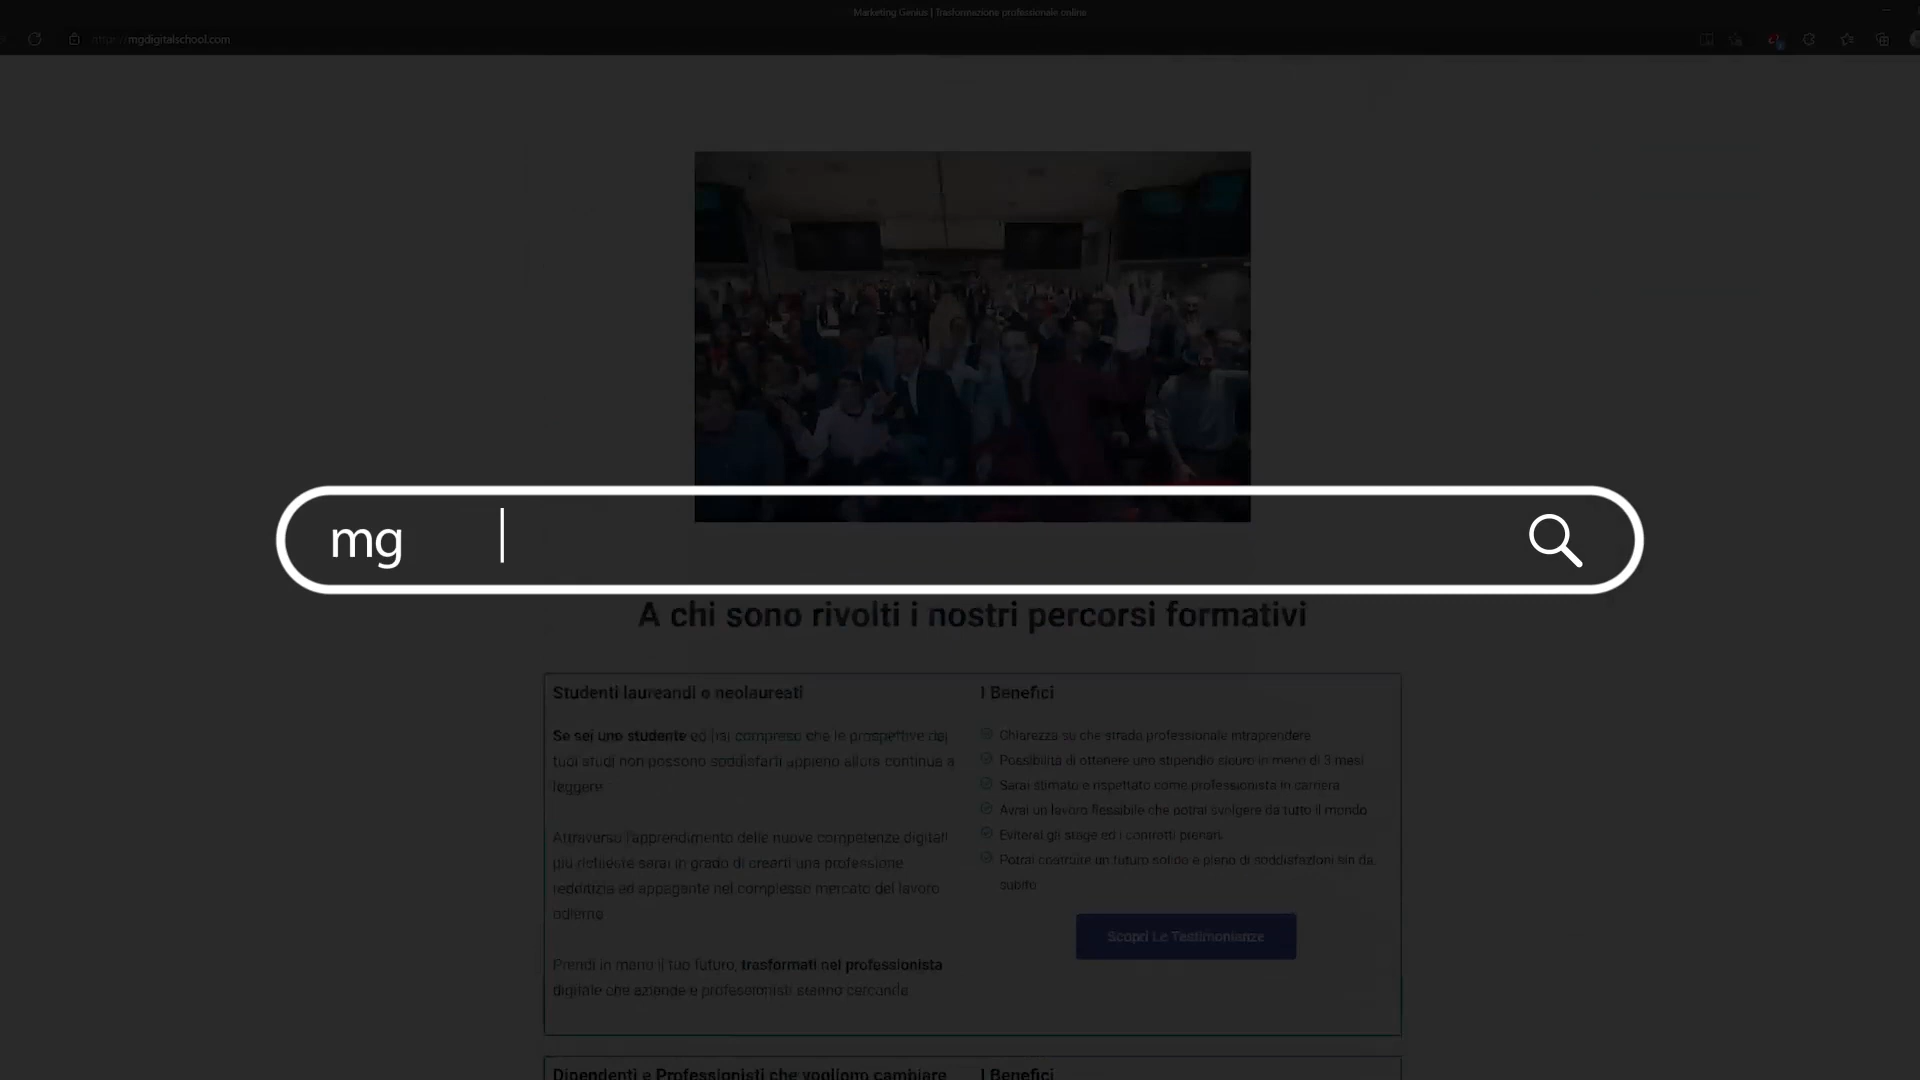 Marketing Genius | Trasformazione professionale online
https://mgdigitalschool.com
mg
A chi sono rivolti i nostri percorsi formativi
Studenti laureandi o neolaureati
Se sei uno studente ed hai compreso che le prospettive dei
tuoi studi non possono soddisfarti appieno allora continua a
leggere
Attraverso l'apprendimento delle nuove competenze digitali
più richieste sarai in grado di crearti una professione
redditizia ed appagante nel complesso mercato del lavoro
odierno
Prendi in mano il tuo futuro, trasformati nel professionista
digitale che aziende e professionisti stanno cercando
I Benefici
Chiarezza su che strada professionale intraprendere
Possibilità di ottenere uno stipendio sicuro in meno di 3 mesi
Sarai stimato e rispettato come professionista in carriera
Avrai un lavoro flessibile che potrai svolgere da tutto il mondo
Eviterai gli stage ed i contratti precari.
Potrai costruire un futuro solido e pieno di soddisfazioni sin da
subito
Scopri Le Testimonianze
Dipendenti e Professionisti che vogliono cambiare
I Benefici